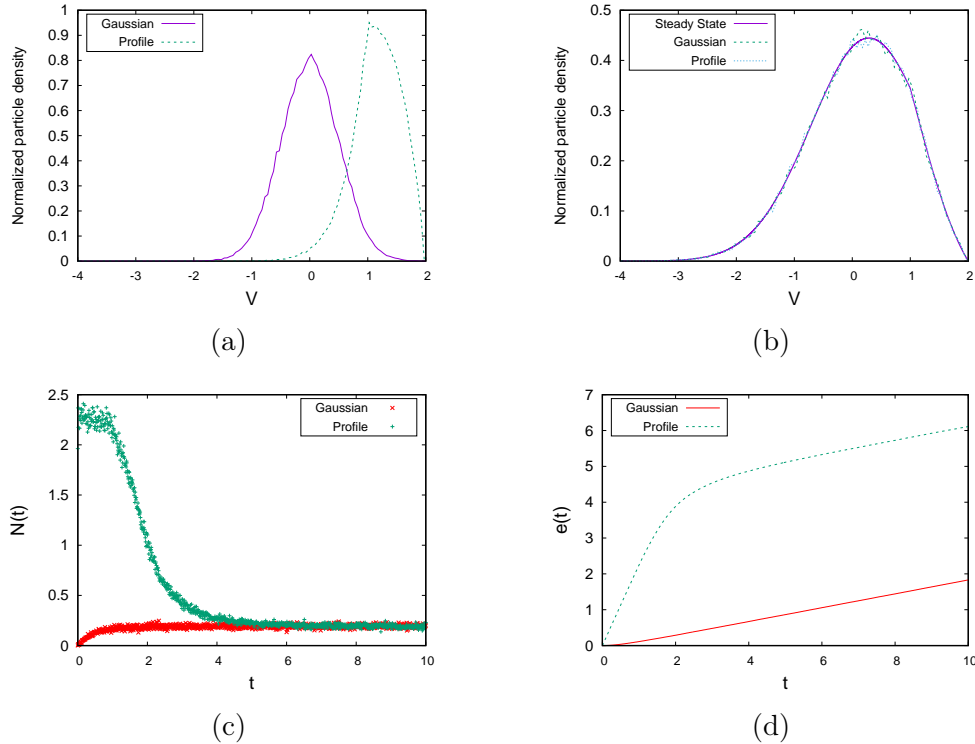 Normalized particle density
1
0.9
0.8
0.7
0.6
0.5
0.4
0.3
0.2
0.1
0
Gaussian
Profile
-4 -3 -2 -1 0 1 2
V
(a)
Normalized particle density
0.5
0.4
0.3
0.2
0.1
0
Steady State
Gaussian
Profile
-4 -3 -2 -1 0 1 2
V
(b)
N(t)
2.5
2
1.5
1
0.5
0
Gaussian
Profile
0 2 4 6 8 10
t
(c)
e(t)
7
6
5
4
3
2
1
0
Gaussian
Profile
0 2 4 6 8 10
t
(d)